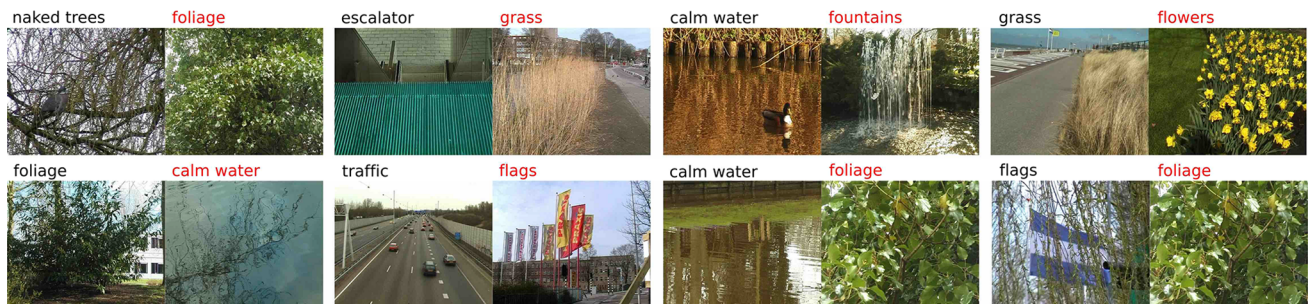 naked trees foliage escalator grass calm water fountains grass flowers
foliage calm water traffic flags calm water foliage flags foliage